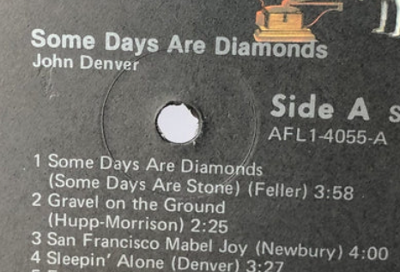 Some Days Are Diamonds
John Denver
Side A
AFL1-4055-A
1 Some Days Are Diamonds
(Some Days Are Stone) (Feller) 3:58
2 Gravel on the Ground
(Hupp-Morrison) 2:25
3 San Francisco Mabel Joy (Newbury) 4:00
4 Sleepin' Alone (Denver) 3:27